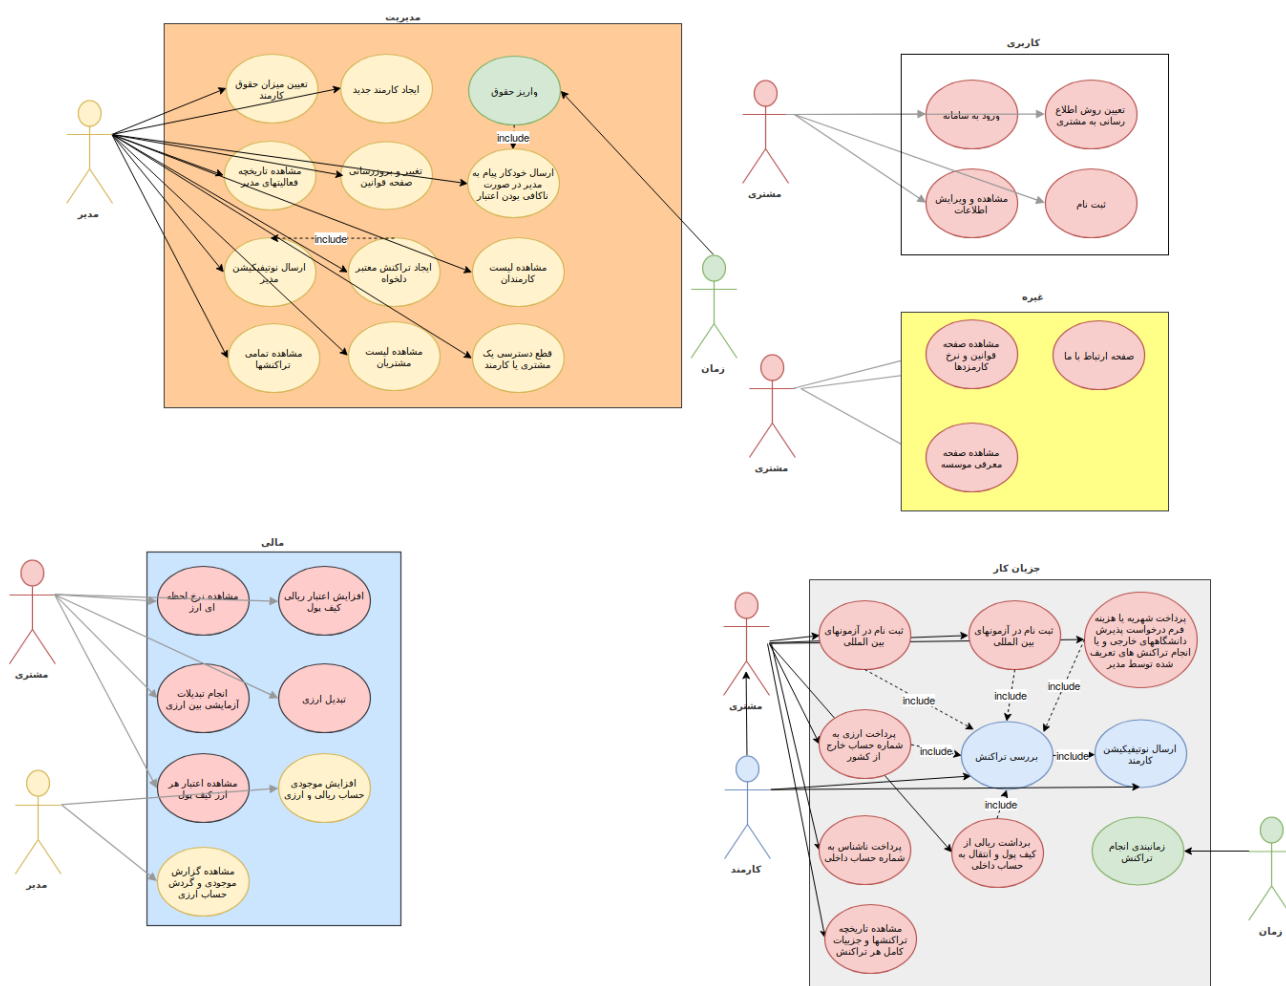 مدیریت
تعیین میزان حقوق
کارمند
ایجاد کارمند جدید
واریز حقوق
include
مشاهده تاریخچه
فعالیتهای مدیر
تغییر و بروزرسانی
صفحه قوانین
ارسال خودکار پیام به
مدیر در صورت
ناکافی بودن اعتبار
include
ارسال نوتیفیکیشن
مدیر
ایجاد تراکنش معتبر
دلخواه
مشاهده لیست
کارمندان
مشاهده تمامی
تراکنشها
مشاهده لیست
مشتریان
قطع دسترسی یک
مشتری یا کارمند
مدیر
زمان
کاربری
ورود به سامانه
تعیین روش اطلاع
رسانی به مشتری
مشاهده و ویرایش
اطلاعات
ثبت نام
مشتری
غیره
مشاهده صفحه
قوانین و نرخ
کارمزدها
صفحه ارتباط با ما
مشاهده صفحه
معرفی موسسه
مشتری
مالی
مشاهده نرخ لحظه
ای ارز
افزایش اعتبار ریالی
کیف پول
انجام تبدیلات
آزمایشی بین ارزی
تبدیل ارزی
مشاهده اعتبار هر
ارز کیف پول
افزایش موجودی
حساب ریالی و ارزی
مشاهده گزارش
موجودی و گردش
حساب ارزی
مشتری
مدیر
جریان کار
ثبت نام در آزمونهای
بین المللی
ثبت نام در آزمونهای
بین المللی
پرداخت شهریه یا هزینه
فرم درخواست پذیرش
دانشگاههای خارجی و یا
انجام تراکنش های تعریف
شده توسط مدیر
include
include
include
پرداخت ارزی به
شماره حساب خارج
از کشور
include
بررسی تراکنش
include
ارسال نوتیفیکیشن
کارمند
include
پرداخت ناشناس به
شماره حساب داخلی
برداشت ریالی از
کیف پول و انتقال به
حساب داخلی
زمانبندی انجام
تراکنش
مشاهده تاریخچه
تراکنشها و جزییات
کامل هر تراکنش
مشتری
کارمند
زمان